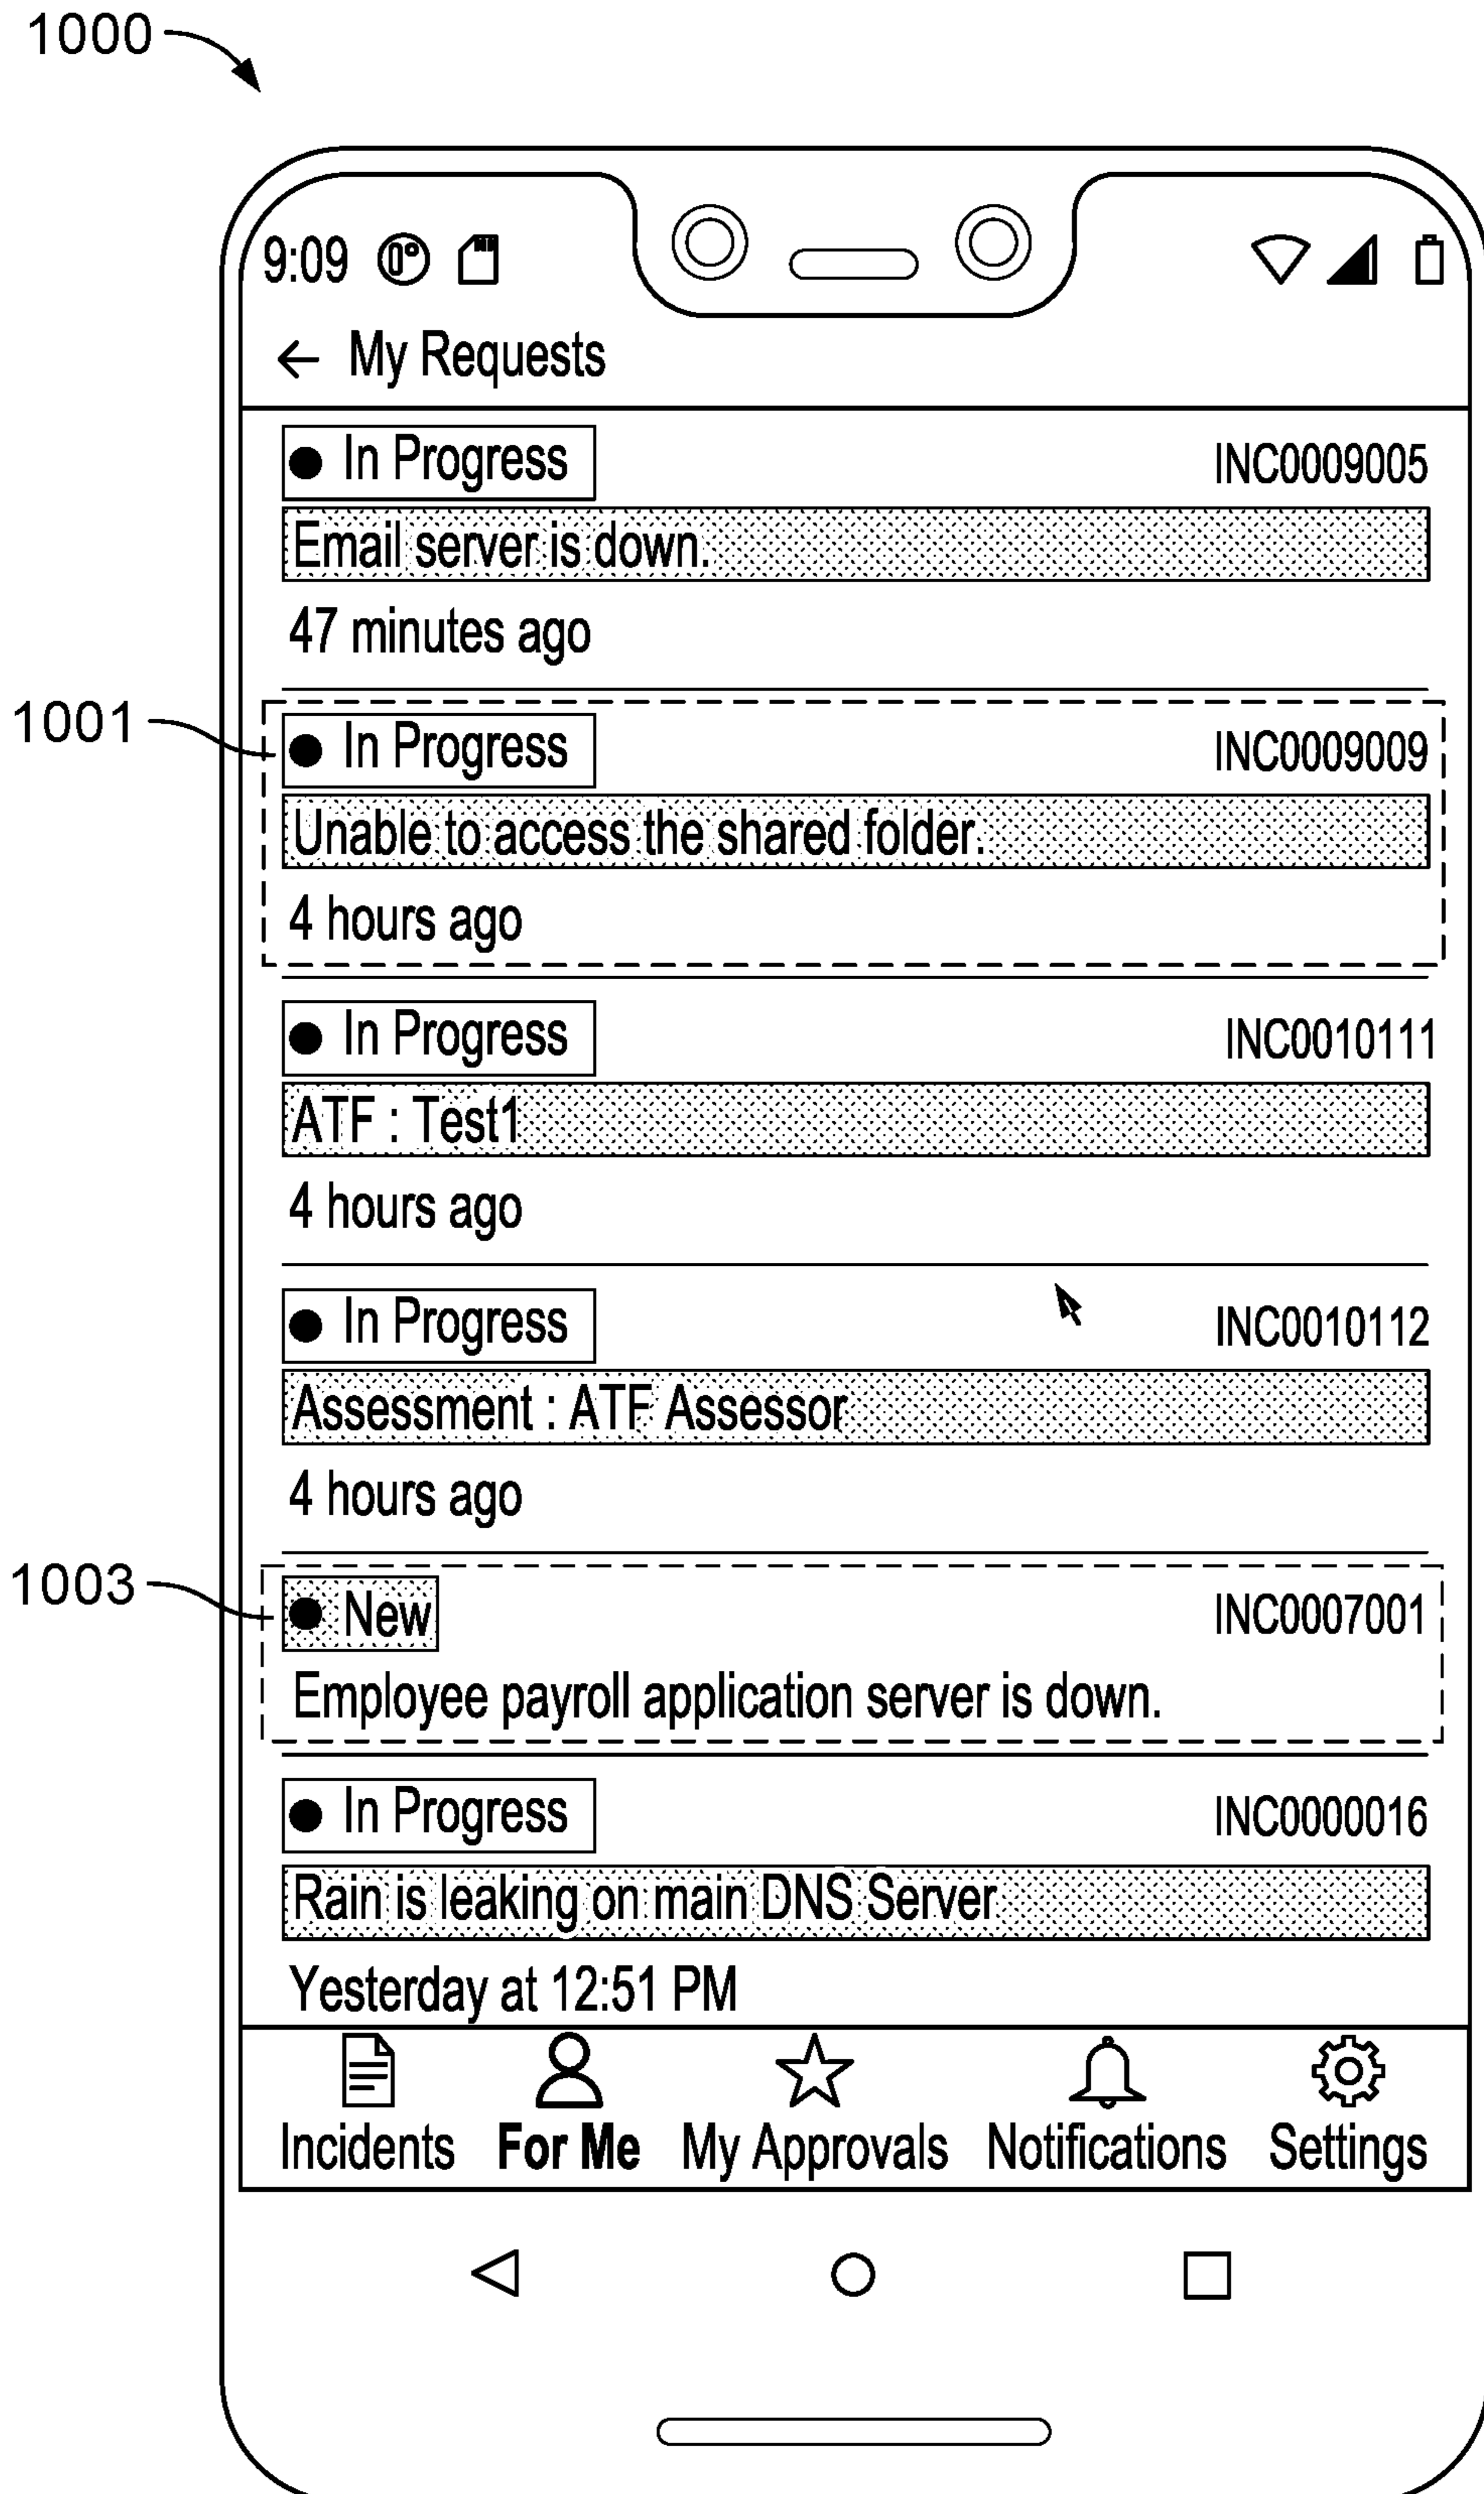 1000
9:09
← My Requests
In Progress INC0009005
Email server is down.
47 minutes ago
1001
In Progress INC0009009
Unable to access the shared folder.
4 hours ago
In Progress INC0010111
ATF : Test1
4 hours ago
In Progress INC0010112
Assessment : ATF Assessor
4 hours ago
1003
New INC0007001
Employee payroll application server is down.
In Progress INC0000016
Rain is leaking on main DNS Server
Yesterday at 12:51 PM
Incidents For Me My Approvals Notifications Settings